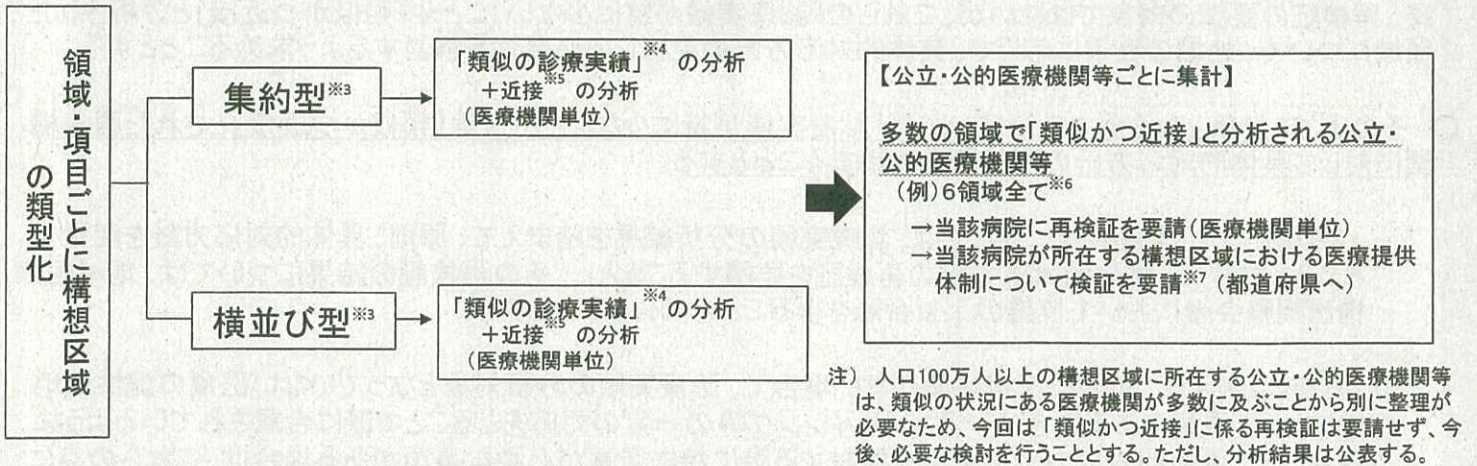 領域・項目ごとに構想区域
の類型化
集約型※3
「類似の診療実績」※4 の分析
+近接※5 の分析
(医療機関単位)
横並び型※3
「類似の診療実績」※4 の分析
+近接※5 の分析
(医療機関単位)
【公立・公的医療機関等ごとに集計】
多数の領域で「類似かつ近接」と分析される公立・
公的医療機関等
(例)6領域全て※6
→当該病院に再検証を要請(医療機関単位)
→当該病院が所在する構想区域における医療提供
体制について検証を要請※7 (都道府県へ)
注) 人口100万人以上の構想区域に所在する公立・公的医療機関等
は、類似の状況にある医療機関が多数に及ぶことから別に整理が
必要なため、今回は「類似かつ近接」に係る再検証は要請せず、今
後、必要な検討を行うこととする。ただし、分析結果は公表する。